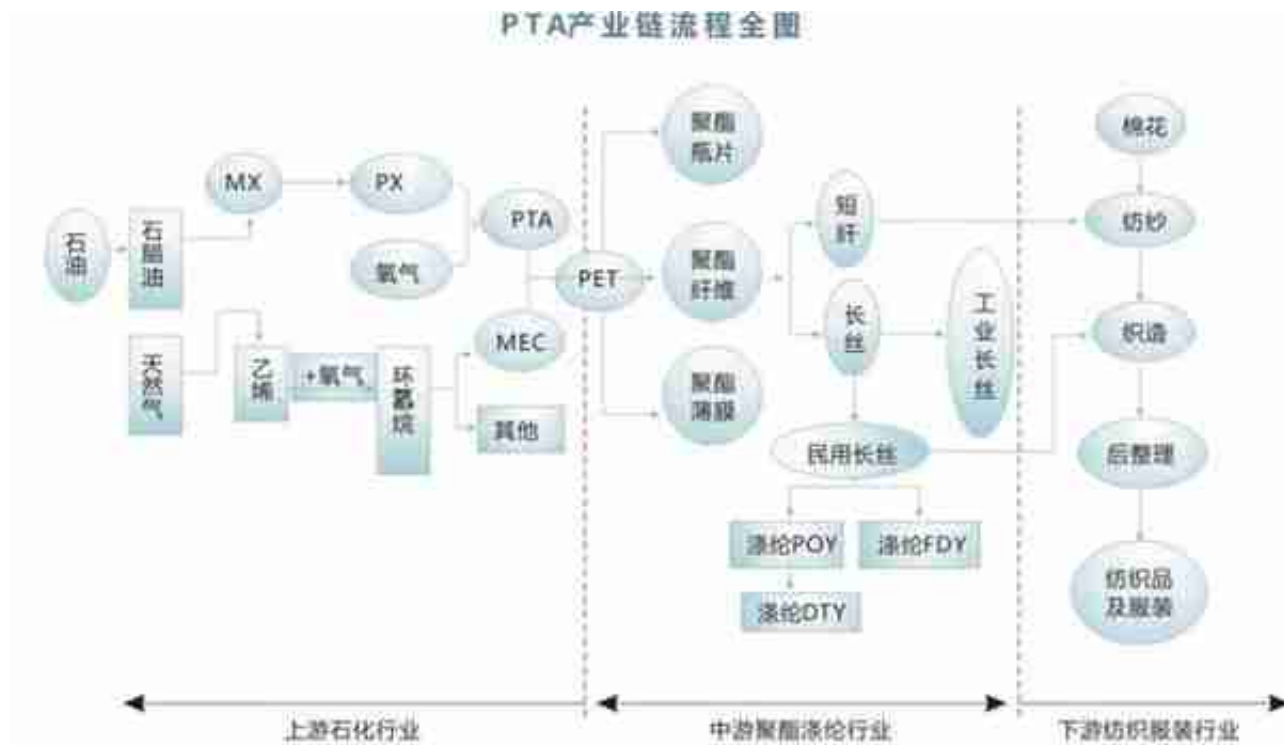 PTA产业链流程全图
石油
石脑油
MX
PX
氧气
PTA
天然气
乙烯
+氧气
环氧烷
MEC
其他
PET
聚酯
瓶片
聚酯
纤维
聚酯
薄膜
短纤
长丝
工业长丝
民用长丝
涤纶POY
涤纶FDY
涤纶DTY
棉花
纺纱
织造
后整理
纺织品
及服装
上游石化行业
中游聚酯涤纶行业
下游纺织服装行业